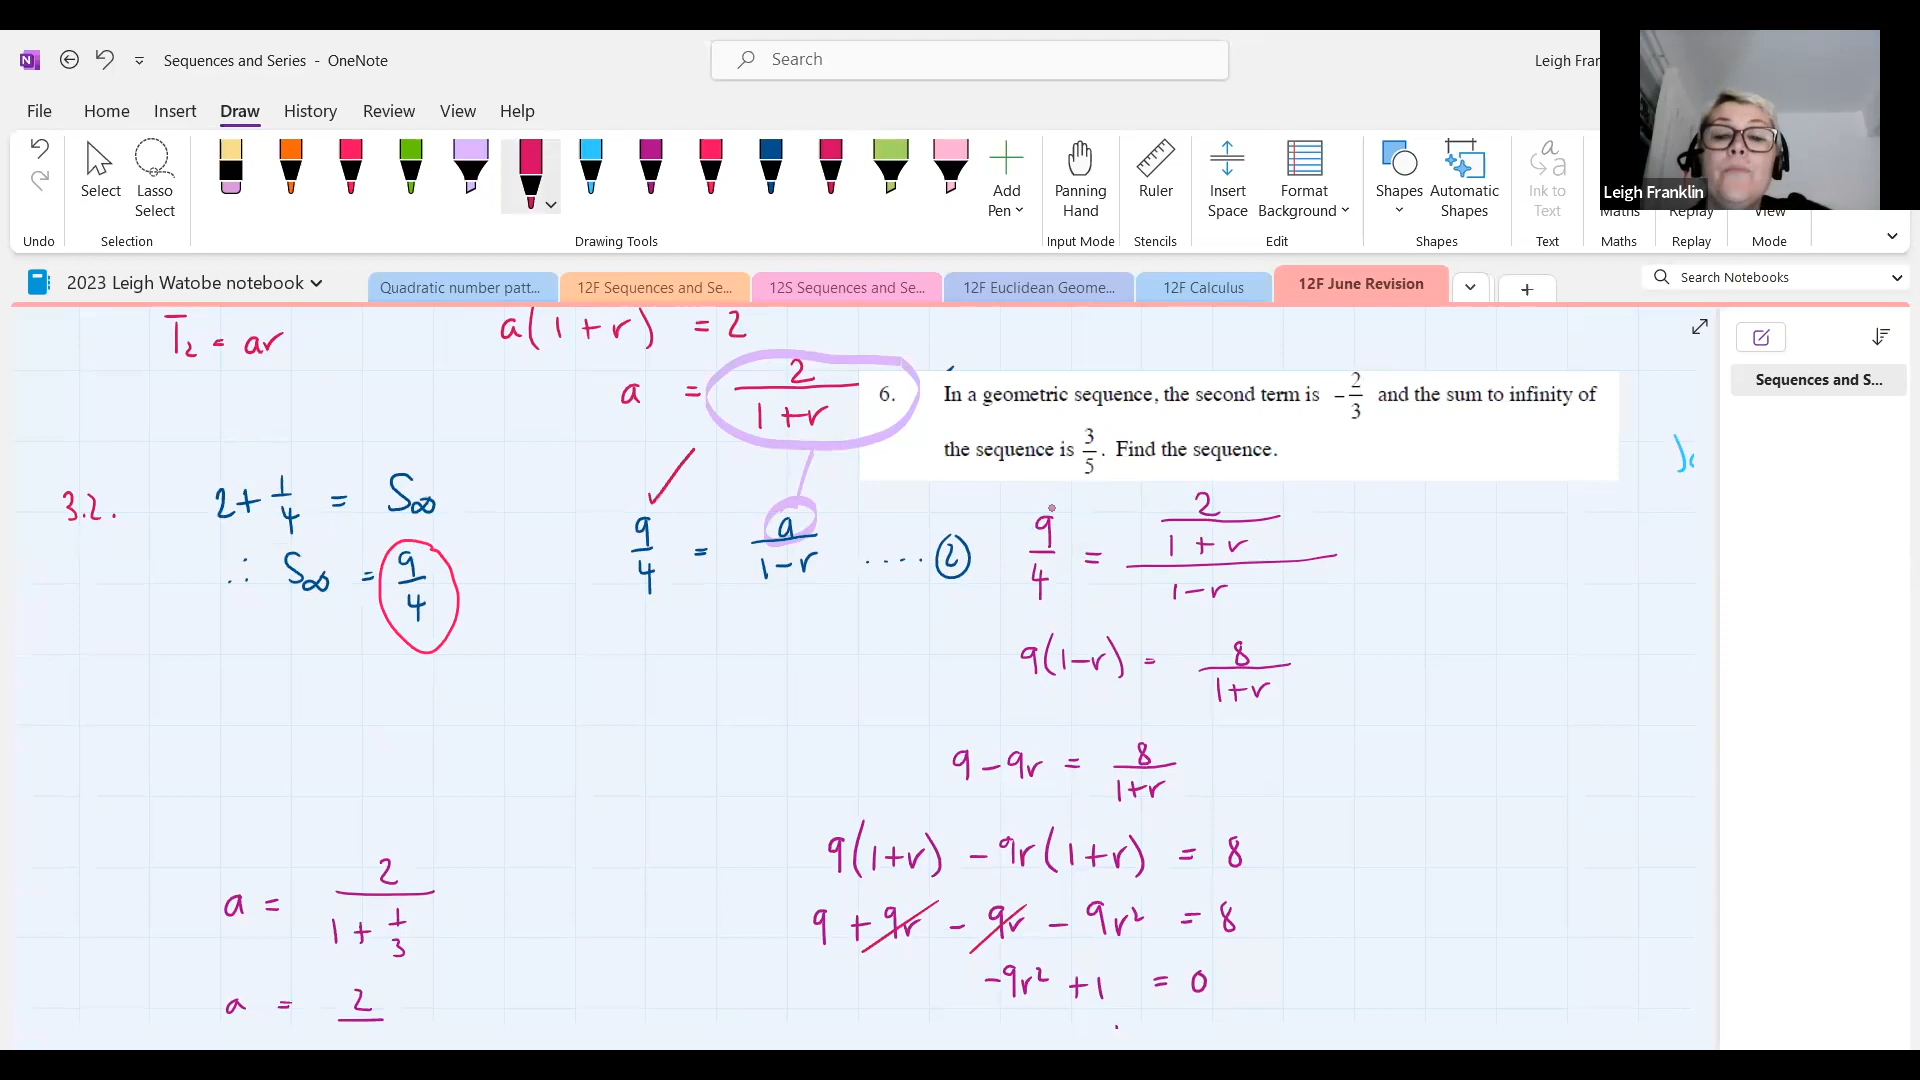 Sequences and Series - OneNote
Search
Leigh Fran
File Home Insert Draw History Review View Help
Undo
Select
Lasso Select
Selection
Drawing Tools
Add Pen
Panning Hand
Input Mode
Ruler
Stencils
Insert Space
Format Background
Edit
Shapes
Automatic Shapes
Shapes
Ink to Text
Text
Maths
Maths
Replay
Replay
View
Mode
Leigh Franklin
2023 Leigh Watobe notebook
Quadratic number patt...
12F Sequences and Se...
12S Sequences and Se...
12F Euclidean Geome...
12F Calculus
12F June Revision
Search Notebooks
Sequences and S...
T₂ = ar
a(1+r) = 2
a = 2/(1+r)
6. In a geometric sequence, the second term is -2/3 and the sum to infinity of
the sequence is 3/5. Find the sequence.
3.2. 2 + 1/4 = S∞
∴ S∞ = 9/4
9/4 = a/(1-r) ..... ②
9/4 = (2/(1+r))/(1-r)
9(1-r) = 8/(1+r)
9 - 9r = 8/(1+r)
9(1+r) - 9r(1+r) = 8
9 + 9r - 9r - 9r² = 8
-9r² + 1 = 0
a = 2/(1 + 1/3)
a = 2